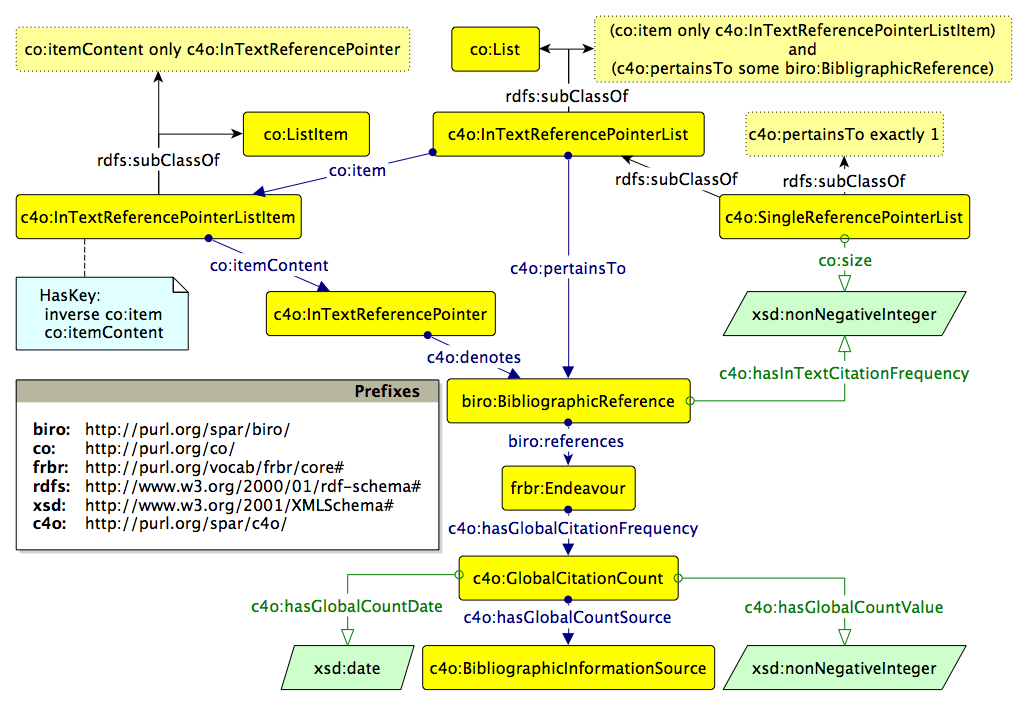 co:itemContent only c4o:InTextReferencePointer
co:List
(co:item only c4o:InTextReferencePointerListItem)
and
(c4o:pertainsTo some biro:BibligraphicReference)
rdfs:subClassOf
co:ListItem
c4o:InTextReferencePointerList
c4o:pertainsTo exactly 1
rdfs:subClassOf
co:item
rdfs:subClassOf
rdfs:subClassOf
c4o:InTextReferencePointerListItem
c4o:SingleReferencePointerList
co:itemContent
c4o:pertainsTo
co:size
HasKey:
inverse co:item
co:itemContent
c4o:InTextReferencePointer
xsd:nonNegativeInteger
c4o:denotes
c4o:hasInTextCitationFrequency
Prefixes
biro: http://purl.org/spar/biro/
co: http://purl.org/co/
frbr: http://purl.org/vocab/frbr/core#
rdfs: http://www.w3.org/2000/01/rdf-schema#
xsd: http://www.w3.org/2001/XMLSchema#
c4o: http://purl.org/spar/c4o/
biro:BibliographicReference
biro:references
frbr:Endeavour
c4o:hasGlobalCitationFrequency
c4o:GlobalCitationCount
c4o:hasGlobalCountDate
c4o:hasGlobalCountSource
c4o:hasGlobalCountValue
xsd:date
c4o:BibliographicInformationSource
xsd:nonNegativeInteger